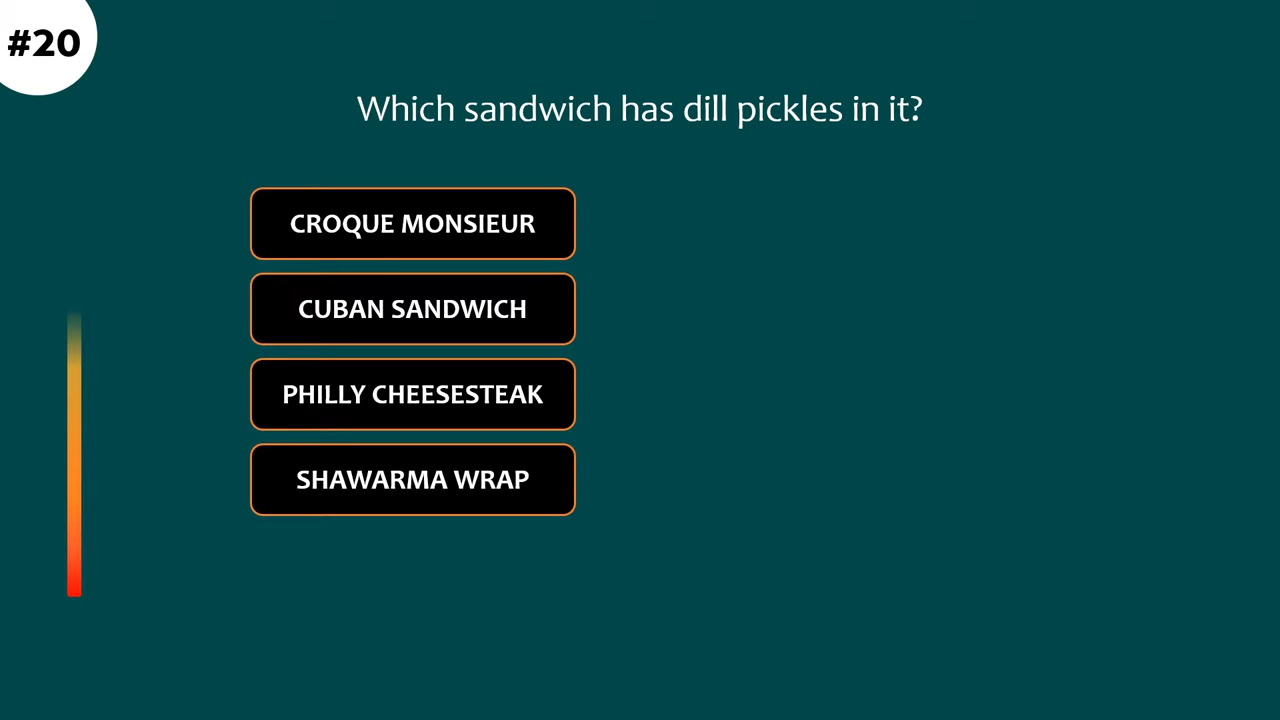 #20
Which sandwich has dill pickles in it?
CROQUE MONSIEUR
CUBAN SANDWICH
PHILLY CHEESESTEAK
SHAWARMA WRAP